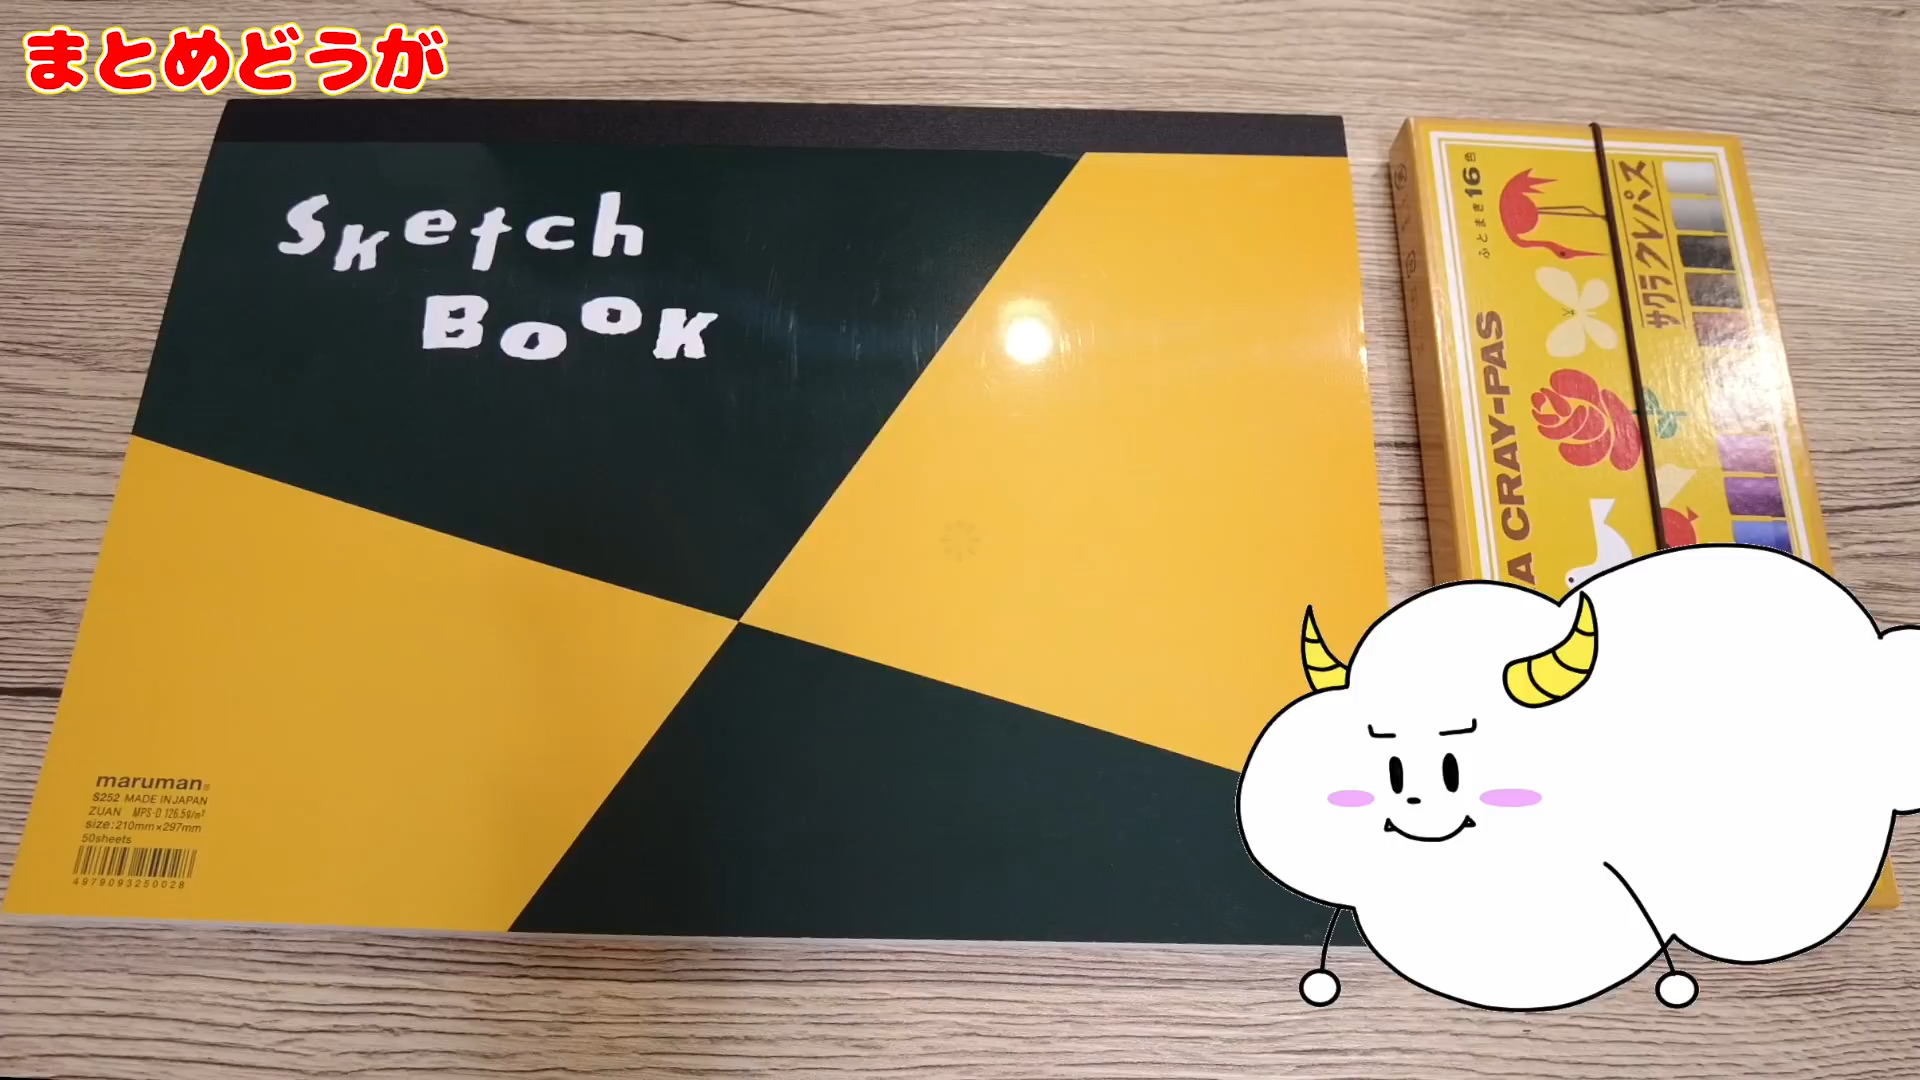 まとめどうが
Sketch
Book
maruman®
S252 MADE IN JAPAN
ZUAN MPS-D 126.5g/m²
size:210mm×297mm
50sheets
4979093250028
ふとまき16色
サクラクレパス
A CRAY-PAS